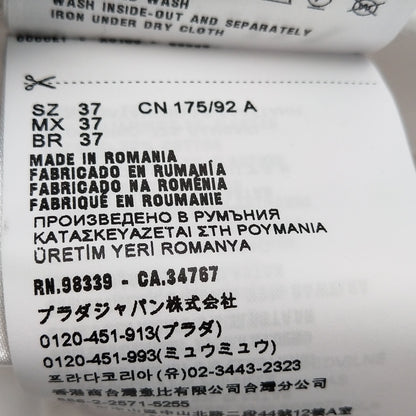 WASH INSIDE-OUT AND SEPARATELY
IRON UNDER DRY CLOTH
SZ 37 CN 175/92 A
MX 37
BR 37
MADE IN ROMANIA
FABRICADO EN RUMANÍA
FABRICADO NA ROMÉNIA
FABRIQUÉ EN ROUMANIE
ПРОИЗВЕДЕНО В РУМЪНИЯ
ΚΑΤΑΣΚΕΥΑΖΕΤΑΙ ΣΤΗ ΡΟΥΜΑΝΙΑ
ÜRETİM YERİ ROMANYA
RN.98339 - CA.34767
プラダジャパン株式会社
0120-451-913(プラダ)
0120-451-993(ミュウミュウ)
프라다코리아(유) 02-3443-2323
02-2571-5255